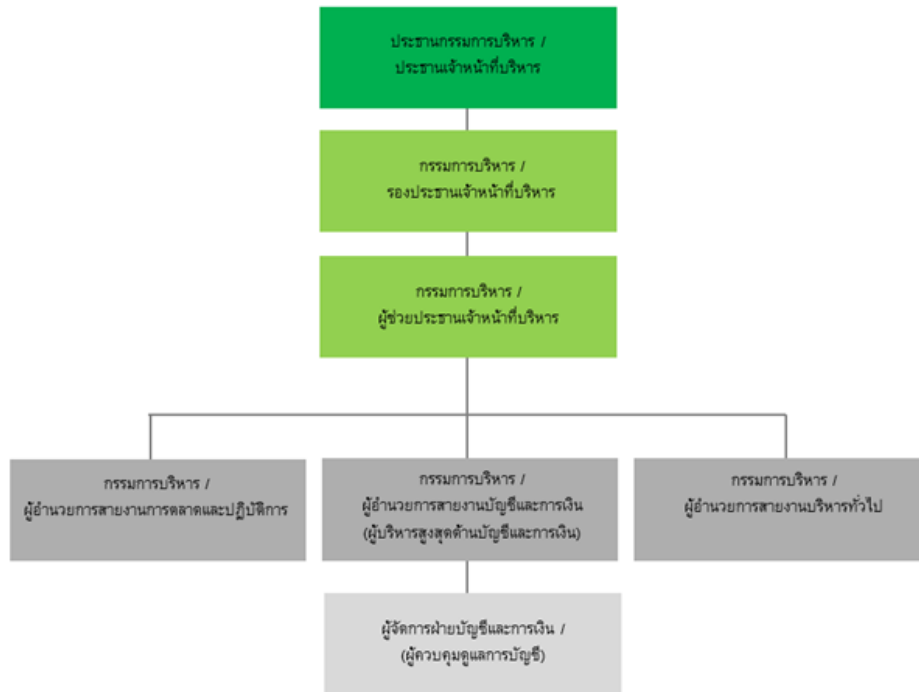 ประธานกรรมการบริหาร /
ประธานเจ้าหน้าที่บริหาร
กรรมการบริหาร /
รองประธานเจ้าหน้าที่บริหาร
กรรมการบริหาร /
ผู้ช่วยประธานเจ้าหน้าที่บริหาร
กรรมการบริหาร /
ผู้อำนวยการสายงานการตลาดและปฏิบัติการ
กรรมการบริหาร /
ผู้อำนวยการสายงานบัญชีและการเงิน
(ผู้บริหารสูงสุดด้านบัญชีและการเงิน)
กรรมการบริหาร /
ผู้อำนวยการสายงานบริหารทั่วไป
ผู้จัดการฝ่ายบัญชีและการเงิน /
(ผู้ควบคุมดูแลการบัญชี)